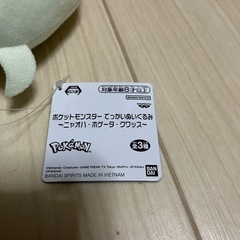 対象年齢8才以上
ポケットモンスター でっかいぬいぐるみ
~ニャオハ・ホゲータ・クワッス~
Pokémon
全3種
BAN
DAI
BANDAI SPIRITS MADE IN VIETNAM